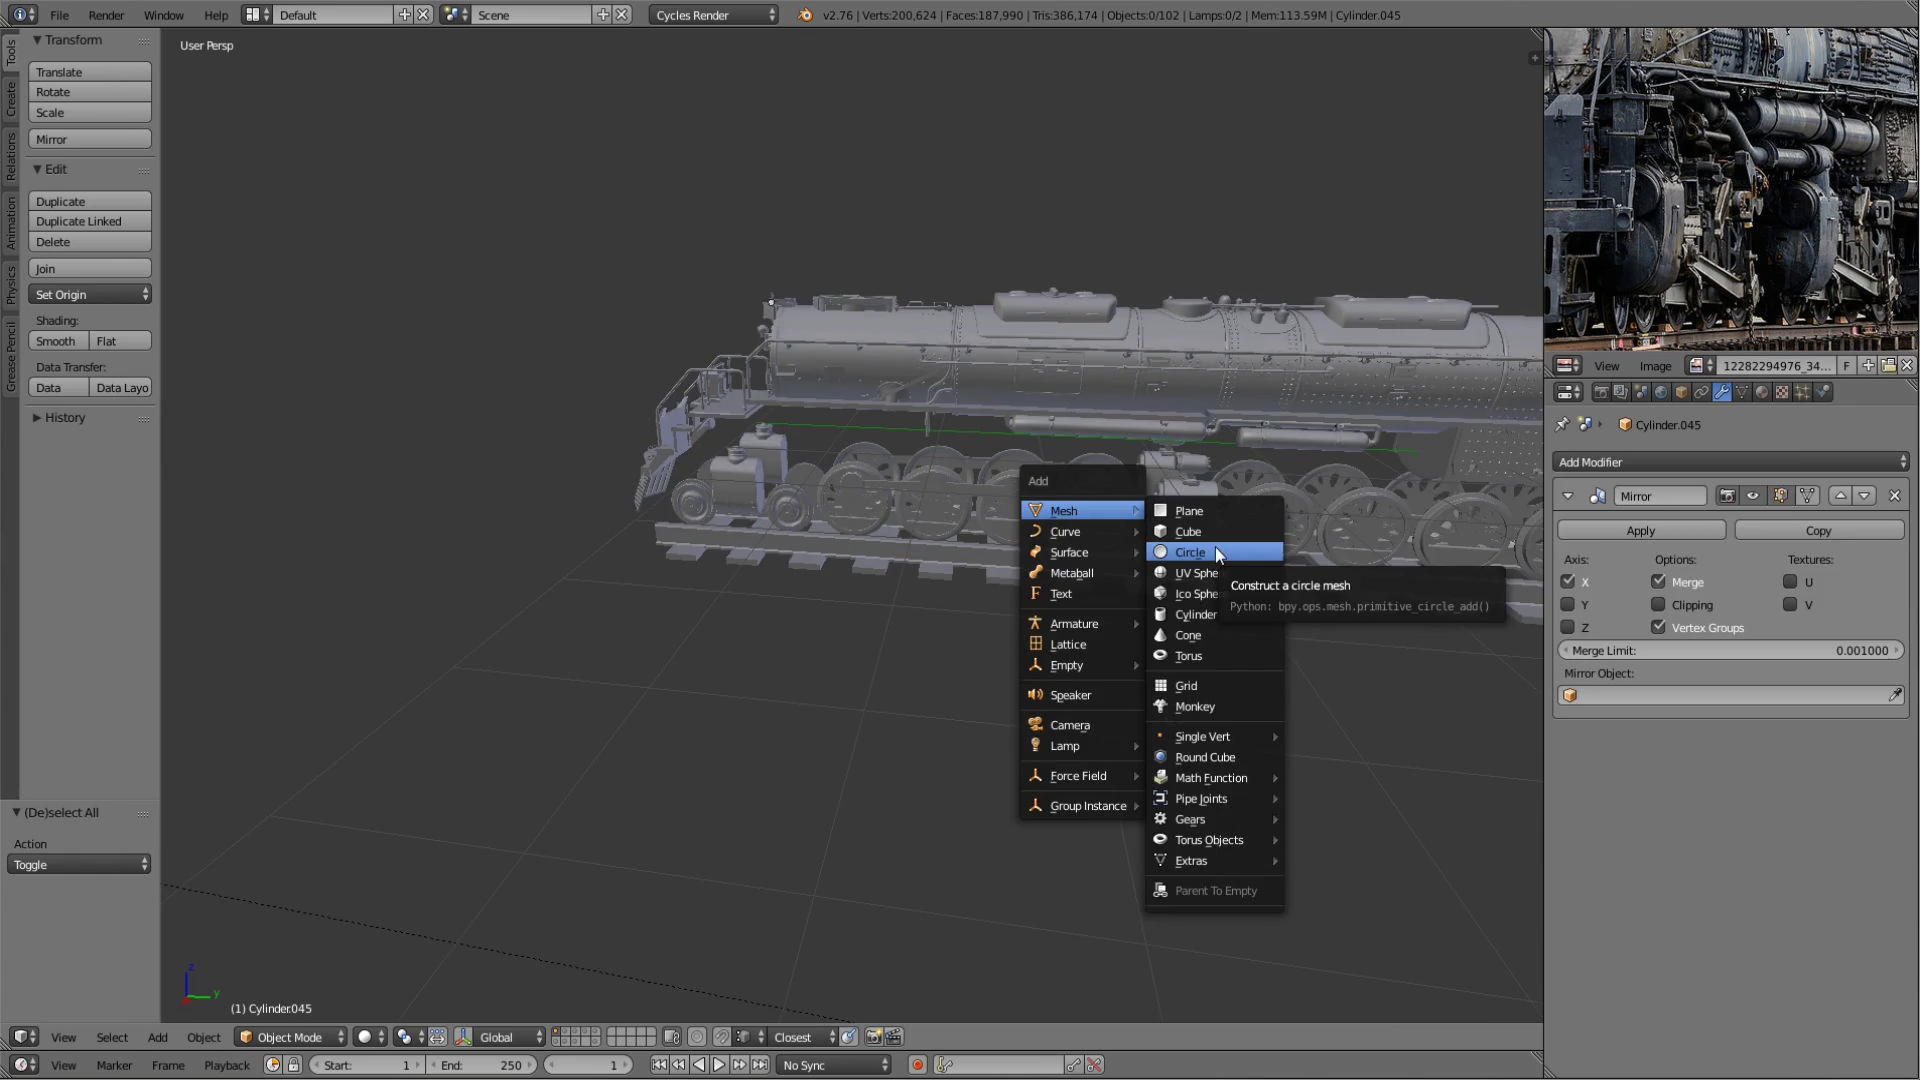 File Render Window Help Default Scene Cycles Render v2.76 | Verts:200,624 | Faces:187,990 | Tris:386,174 | Objects:0/102 | Lamps:0/2 | Mem:113.59M | Cylinder.045
Tools
Create
Relations
Animation
Physics
Grease Pencil
Transform
Translate
Rotate
Scale
Mirror
Edit
Duplicate
Duplicate Linked
Delete
Join
Set Origin
Shading:
Smooth Flat
Data Transfer:
Data Data Layo
History
(De)select All
Action
Toggle
User Persp
z
y
(1) Cylinder.045
Add
Mesh
Curve
Surface
Metaball
Text
Armature
Lattice
Empty
Speaker
Camera
Lamp
Force Field
Group Instance
Plane
Cube
Circle
UV Sphe
Ico Sphe
Cylinder
Cone
Torus
Grid
Monkey
Single Vert
Round Cube
Math Function
Pipe Joints
Gears
Torus Objects
Extras
Parent To Empty
Construct a circle mesh
Python: bpy.ops.mesh.primitive_circle_add()
View Image 12282294976_34... F
Cylinder.045
Add Modifier
Mirror
Apply Copy
Axis: Options: Textures:
X Merge U
Y Clipping V
Z Vertex Groups
Merge Limit: 0.001000
Mirror Object:
View Select Add Object Object Mode Global Closest
View Marker Frame Playback Start: 1 End: 250 1 No Sync